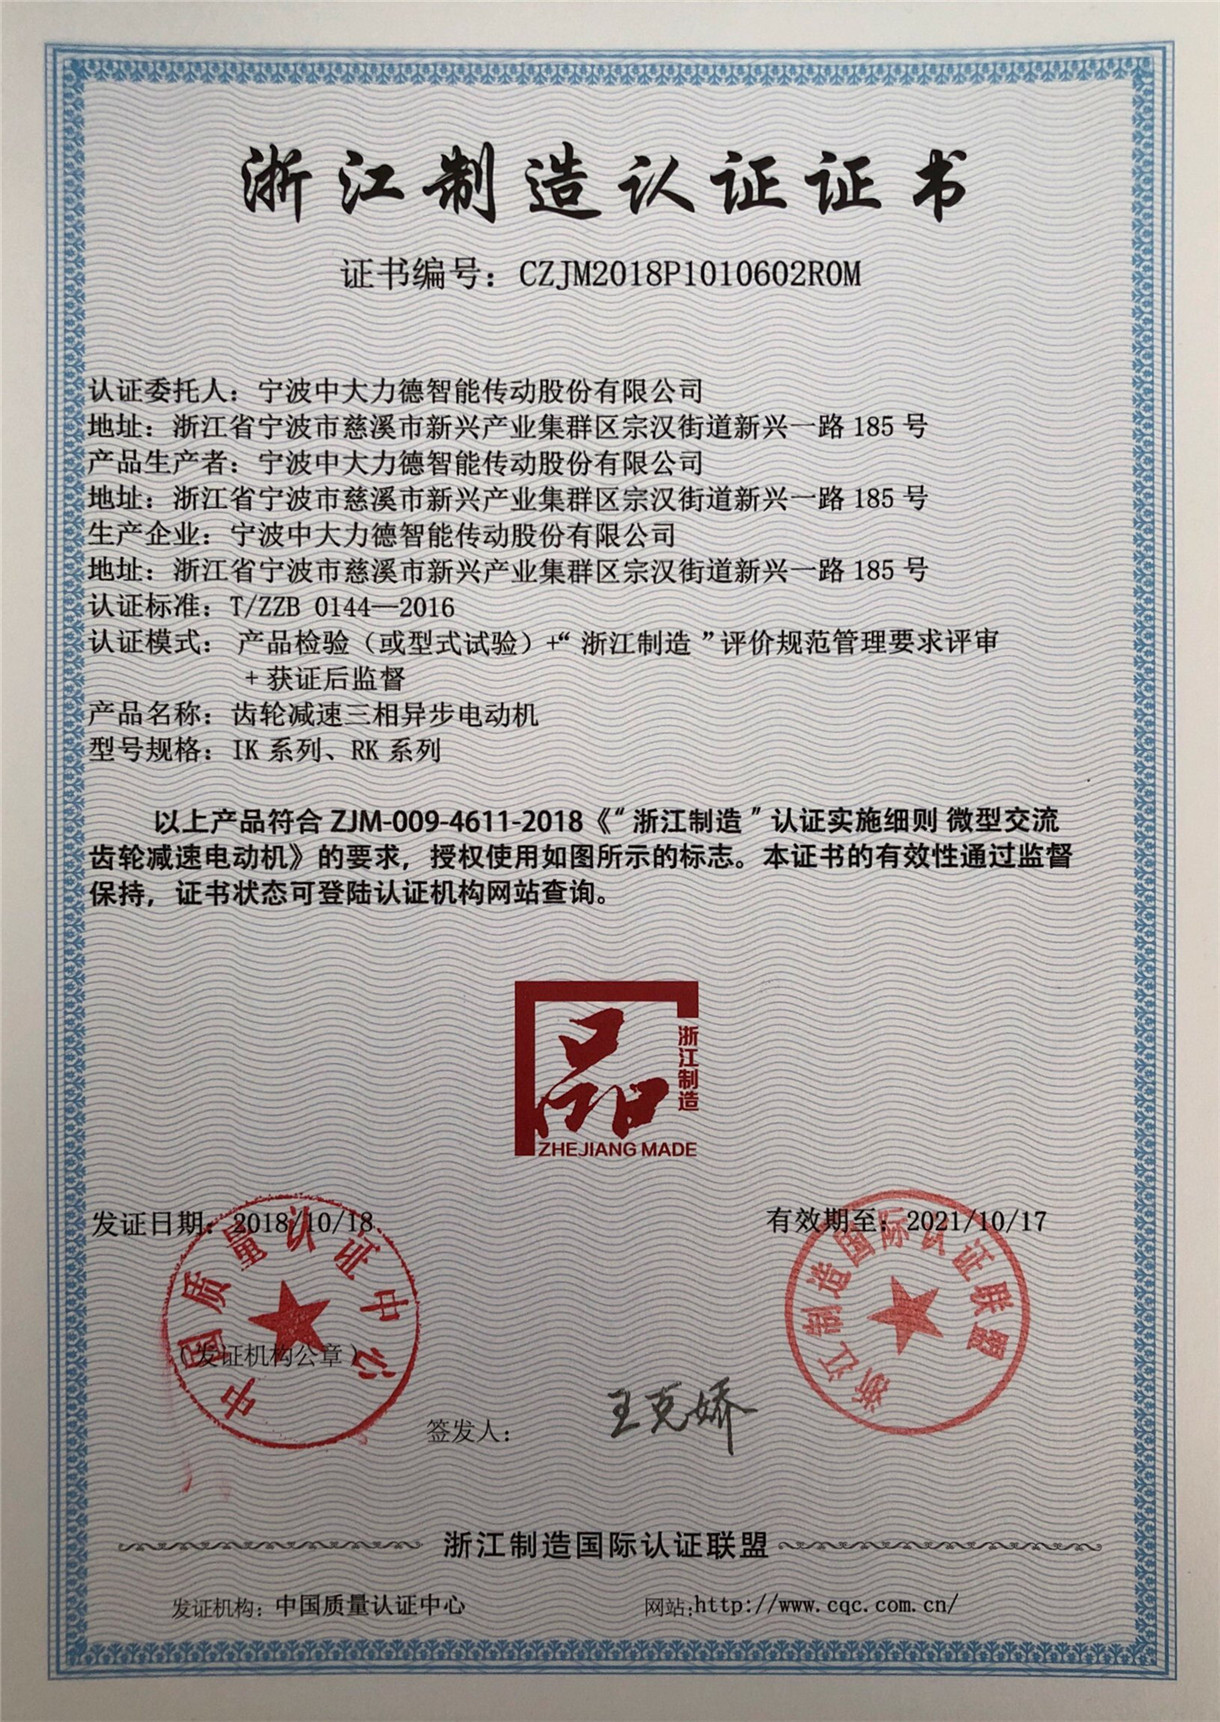 浙江制造认证证书
证书编号：CZJM2018P1010602R0M
认证委托人：宁波中大力德智能传动股份有限公司
地址：浙江省宁波市慈溪市新兴产业集群区宗汉街道新兴一路 185 号
产品生产者：宁波中大力德智能传动股份有限公司
地址：浙江省宁波市慈溪市新兴产业集群区宗汉街道新兴一路 185 号
生产企业：宁波中大力德智能传动股份有限公司
地址：浙江省宁波市慈溪市新兴产业集群区宗汉街道新兴一路 185 号
认证标准：T/ZZB 0144—2016
认证模式： 产品检验（或型式试验）+“ 浙江制造 ”评价规范管理要求评审
+ 获证后监督
产品名称：齿轮减速三相异步电动机
型号规格：IK 系列、RK 系列
以上产品符合 ZJM-009-4611-2018《“ 浙江制造 ”认证实施细则 微型交流
齿轮减速电动机》的要求，授权使用如图所示的标志。本证书的有效性通过监督
保持，证书状态可登陆认证机构网站查询。
品
浙江制造
ZHEJIANG MADE
发证日期：2018/10/18
有效期至：2021/10/17
中国质量认证中心
浙江制造国际认证联盟
（发证机构公章）
签发人：
王克娇
浙江制造国际认证联盟
发证机构：中国质量认证中心
网站:http://www.cqc.com.cn/